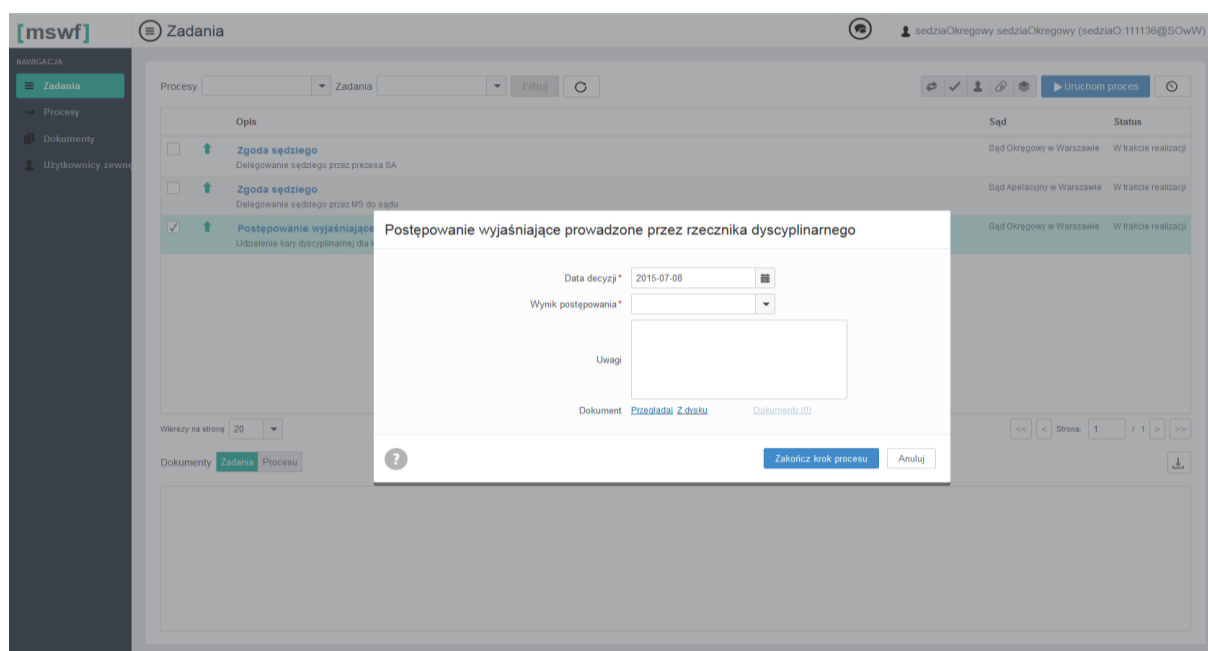 [mswf]
Zadania
sedziaOkregowy sedziaOkregowy (sedziaO:111136@SOwW)
NAWIGACJA
Zadania
Procesy
Dokumenty
Użytkownicy zewnę
Procesy Zadania Filtruj Uruchom proces
Opis Sąd Status
Zgoda sędziego Sąd Okręgowy w Warszawie W trakcie realizacji
Delegowanie sędziego przez prezesa SA
Zgoda sędziego Sąd Apelacyjny w Warszawie W trakcie realizacji
Delegowanie sędziego przez MS do sądu
Postępowanie wyjaśniające Sąd Okręgowy w Warszawie W trakcie realizacji
Udzielenie kary dyscyplinarnej dla k
Postępowanie wyjaśniające prowadzone przez rzecznika dyscyplinarnego
Data decyzji* 2015-07-08
Wynik postępowania*
Uwagi
Dokument Przeglądaj Z dysku Dokumenty (0)
? Zakończ krok procesu Anuluj
Wierszy na stronę 20 << < Strona: 1 / 1 > >>
Dokumenty Zadania Procesu